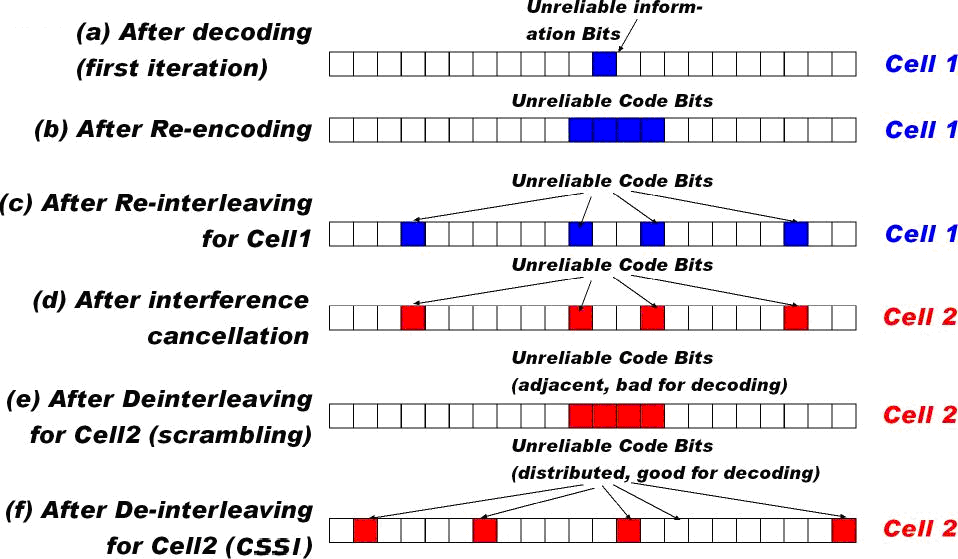 Unreliable inform-
ation Bits
(a) After decoding
(first iteration)
Cell 1
Unreliable Code Bits
(b) After Re-encoding
Cell 1
Unreliable Code Bits
(c) After Re-interleaving
for Cell1
Cell 1
Unreliable Code Bits
(d) After interference
cancellation
Cell 2
Unreliable Code Bits
(adjacent, bad for decoding)
(e) After Deinterleaving
for Cell2 (scrambling)
Cell 2
Unreliable Code Bits
(distributed, good for decoding)
(f) After De-interleaving
for Cell2 (CSSI)
Cell 2